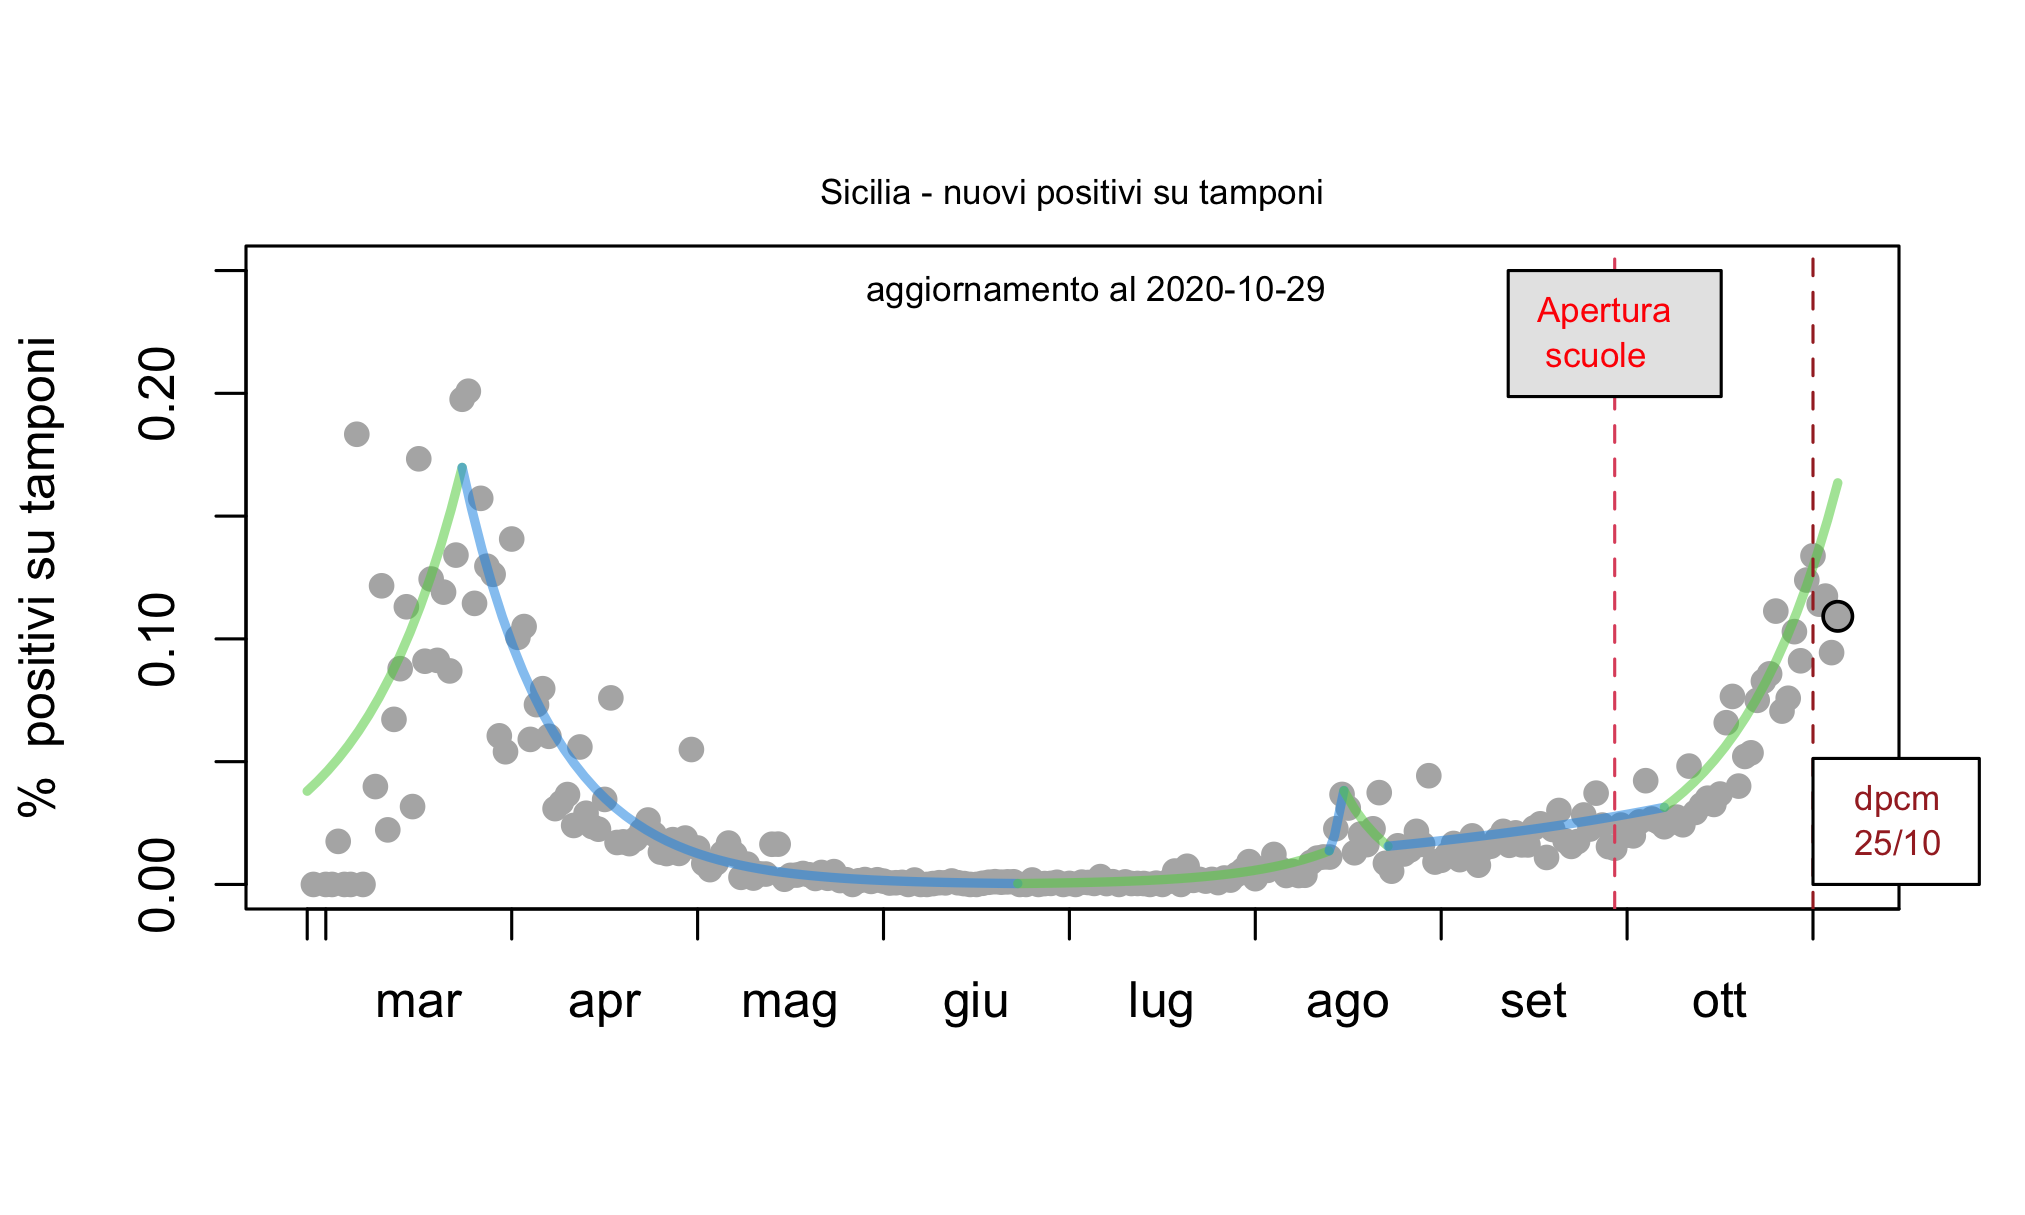 Sicilia - nuovi positivi su tamponi
aggiornamento al 2020-10-29
Apertura
scuole
dpcm
25/10
% positivi su tamponi
0.20
0.10
0.00
mar apr mag giu lug ago set ott